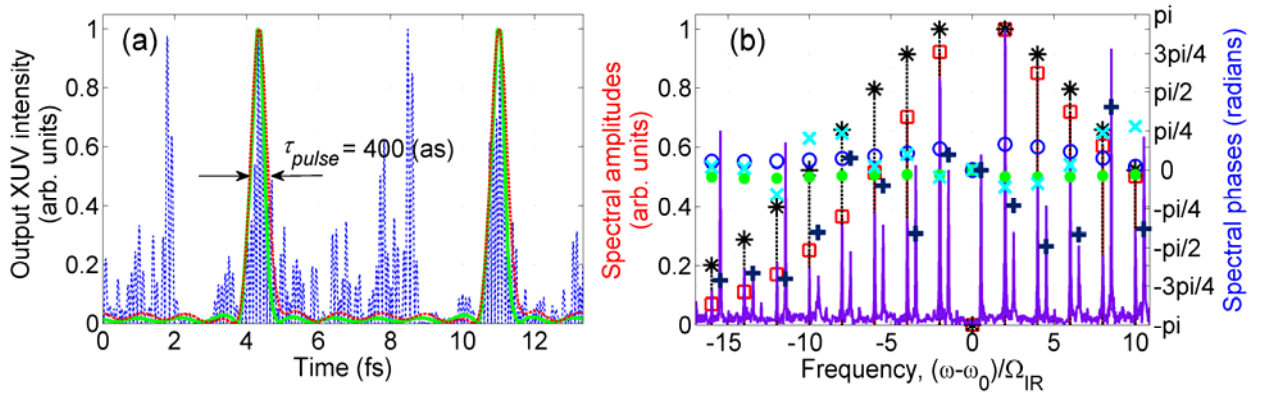 (a)
Output XUV intensity
(arb. units)
1
0.8
0.6
0.4
0.2
0
τpulse = 400 (as)
0 2 4 6 8 10 12
Time (fs)
(b)
Spectral amplitudes
(arb. units)
1
0.8
0.6
0.4
0.2
0
-15 -10 -5 0 5 10
Frequency, (ω-ω0)/ΩIR
pi
3pi/4
pi/2
pi/4
0
-pi/4
-pi/2
-3pi/4
-pi
Spectral phases (radians)